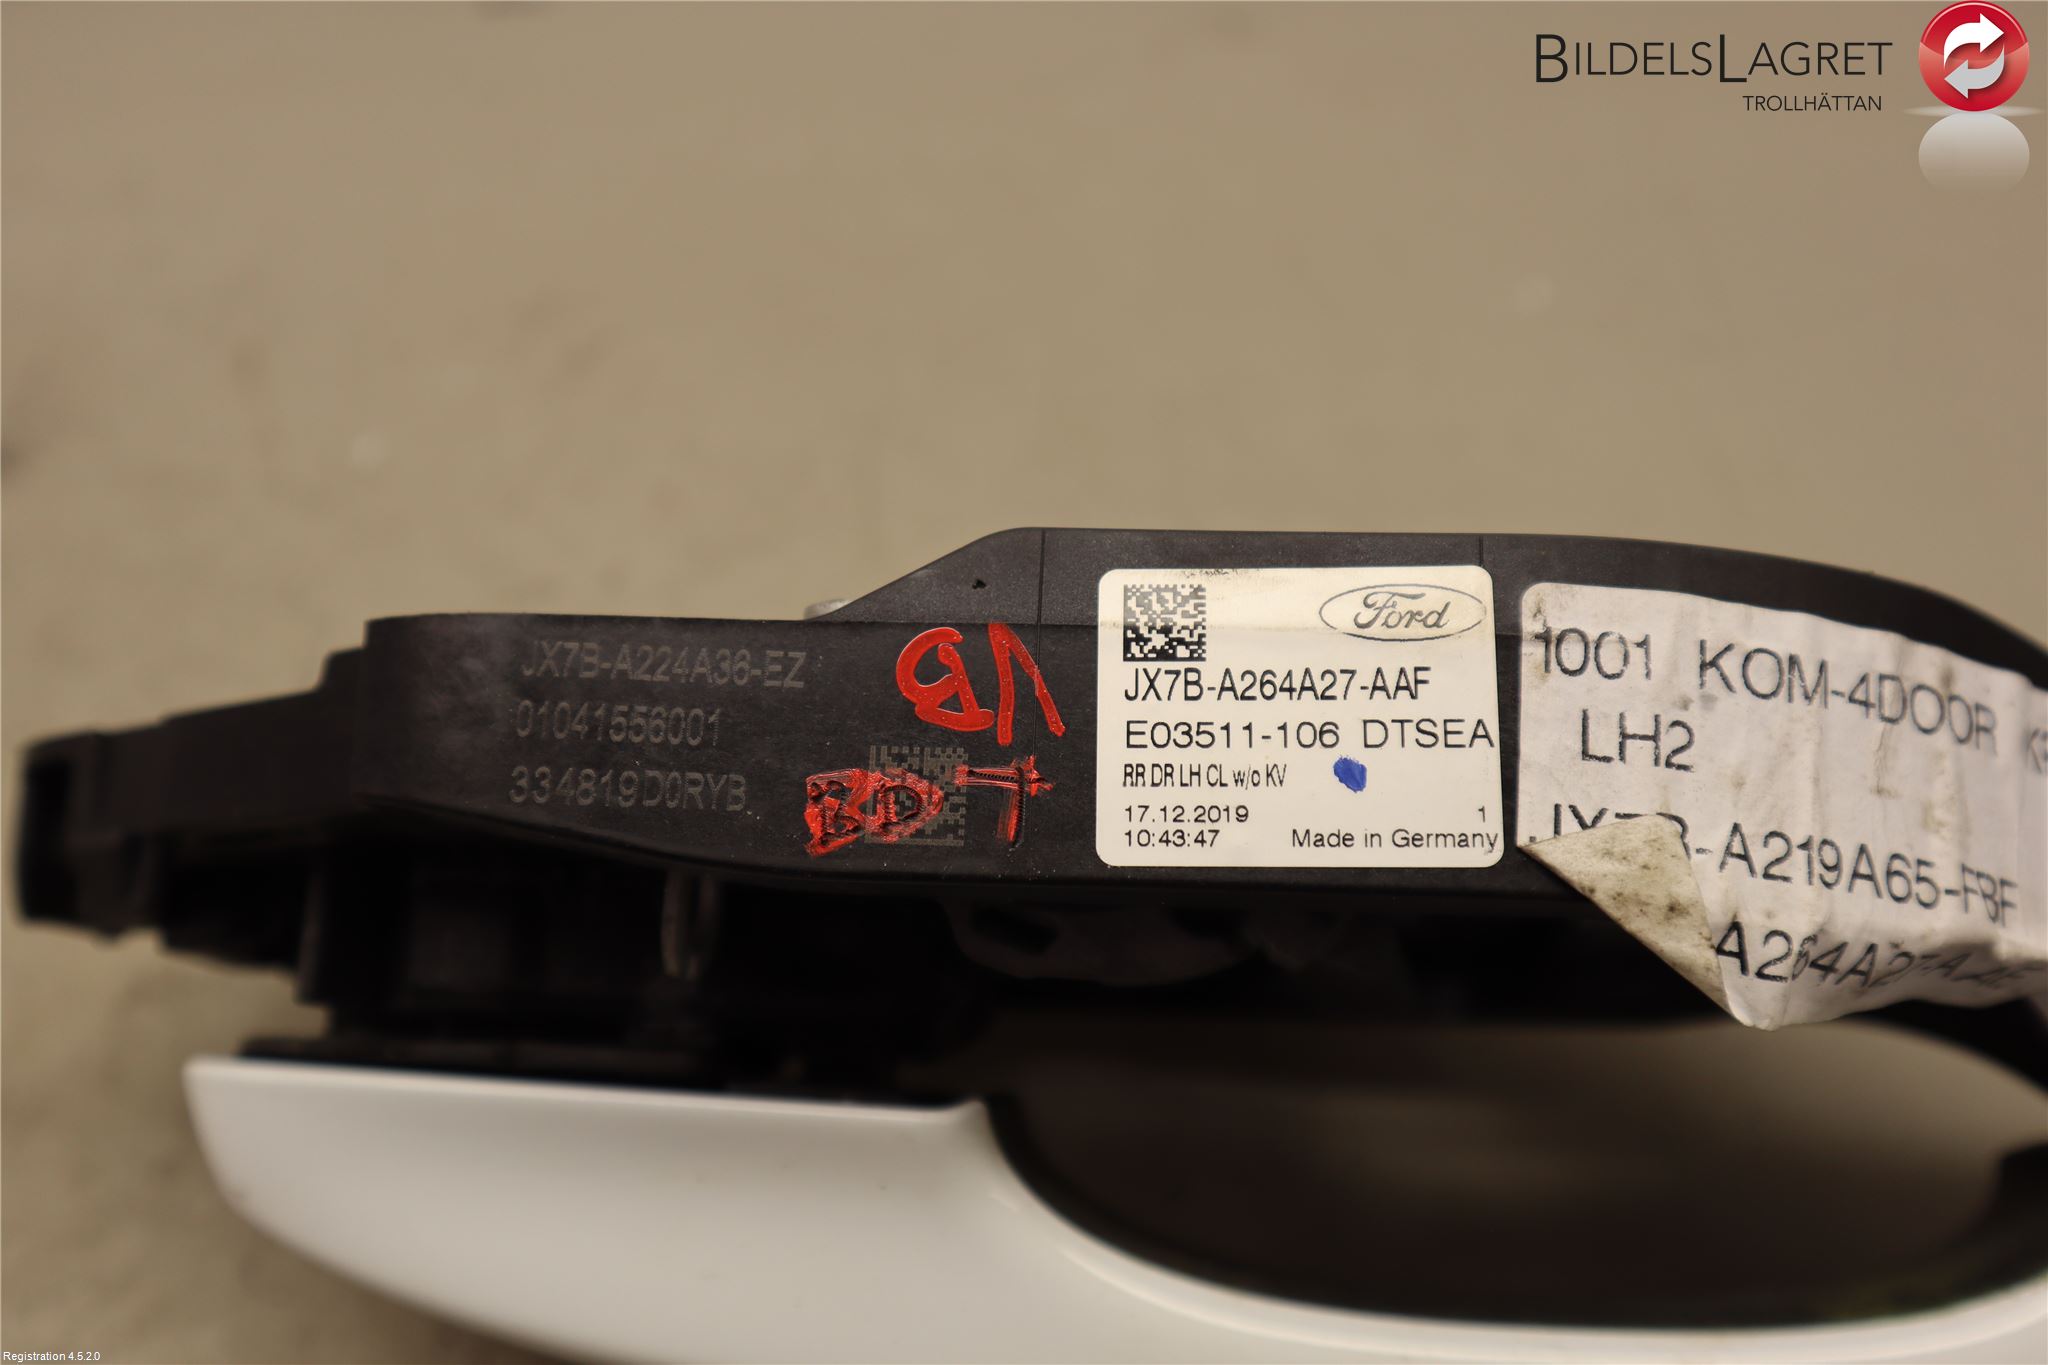 BILDELSLAGRET
TROLLHÄTTAN
JX7B-A224A36-EZ
01041556001
334819D0RYB
VB
Ford
JX7B-A264A27-AAF
E03511-106 DTSEA
RR DR LH CL w/o KV
17.12.2019 1
10:43:47 Made in Germany
1001 KOM-4DOOR
LH2
-A219A65-FBF
Registration 4.5.2.0